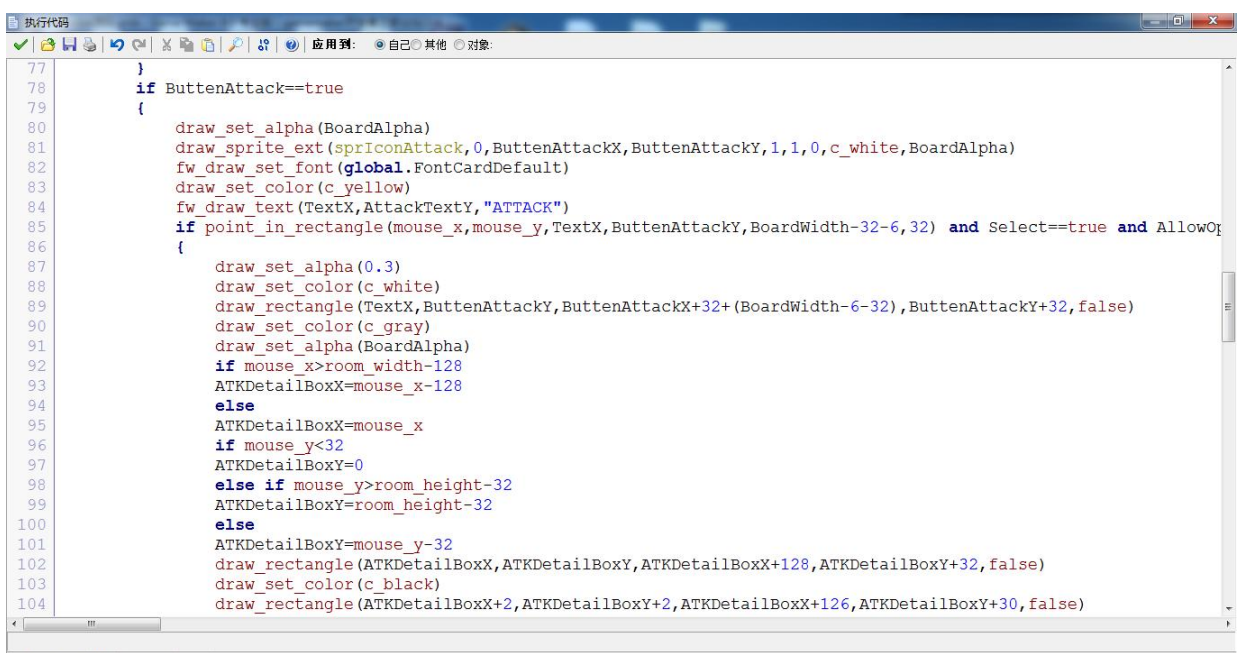 执行代码
应用到: 自己 其他 对象:
77 }
78 if ButtenAttack==true
79 {
80 draw_set_alpha(BoardAlpha)
81 draw_sprite_ext(sprIconAttack,0,ButtenAttackX,ButtenAttackY,1,1,0,c_white,BoardAlpha)
82 fw_draw_set_font(global.FontCardDefault)
83 draw_set_color(c_yellow)
84 fw_draw_text(TextX,AttackTextY,"ATTACK")
85 if point_in_rectangle(mouse_x,mouse_y,TextX,ButtenAttackY,BoardWidth-32-6,32) and Select==true and AllowOp
86 {
87 draw_set_alpha(0.3)
88 draw_set_color(c_white)
89 draw_rectangle(TextX,ButtenAttackY,ButtenAttackX+32+(BoardWidth-6-32),ButtenAttackY+32,false)
90 draw_set_color(c_gray)
91 draw_set_alpha(BoardAlpha)
92 if mouse_x>room_width-128
93 ATKDetailBoxX=mouse_x-128
94 else
95 ATKDetailBoxX=mouse_x
96 if mouse_y<32
97 ATKDetailBoxY=0
98 else if mouse_y>room_height-32
99 ATKDetailBoxY=room_height-32
100 else
101 ATKDetailBoxY=mouse_y-32
102 draw_rectangle(ATKDetailBoxX,ATKDetailBoxY,ATKDetailBoxX+128,ATKDetailBoxY+32,false)
103 draw_set_color(c_black)
104 draw_rectangle(ATKDetailBoxX+2,ATKDetailBoxY+2,ATKDetailBoxX+126,ATKDetailBoxY+30,false)